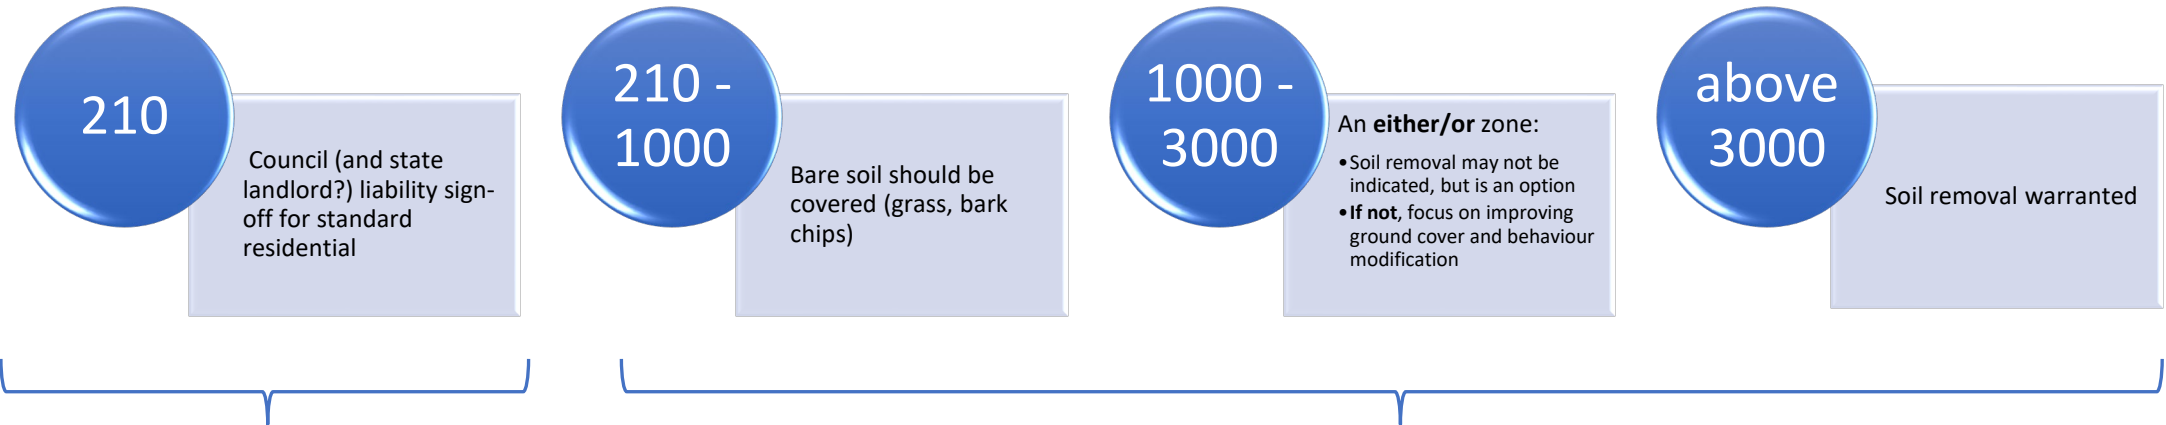 210
Council (and state
landlord?) liability sign-
off for standard
residential
210 -
1000
Bare soil should be
covered (grass, bark
chips)
1000 -
3000
An either/or zone:
•Soil removal may not be
indicated, but is an option
•If not, focus on improving
ground cover and behaviour
modification
above
3000
Soil removal warranted